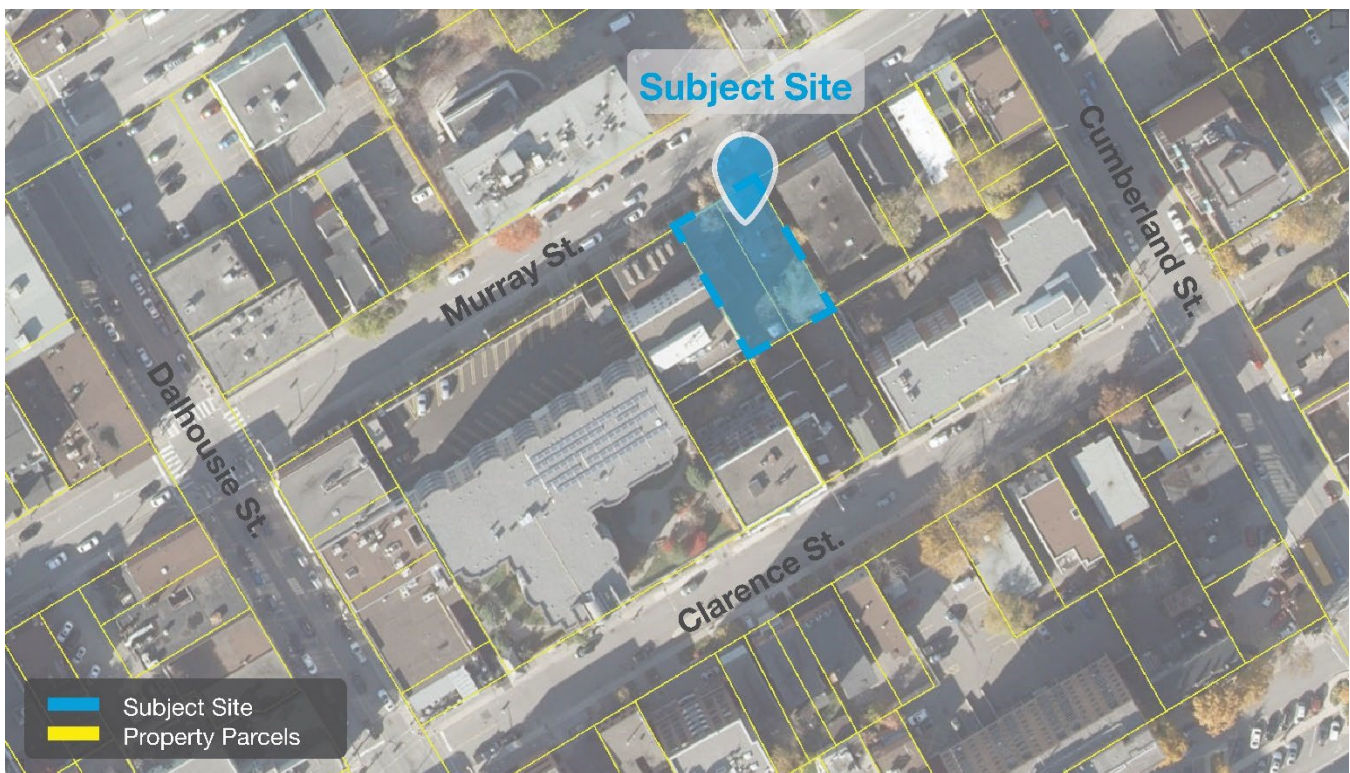 Subject Site
Cumberland St.
Murray St.
Dalhousie St.
Clarence St.
Subject Site
Property Parcels